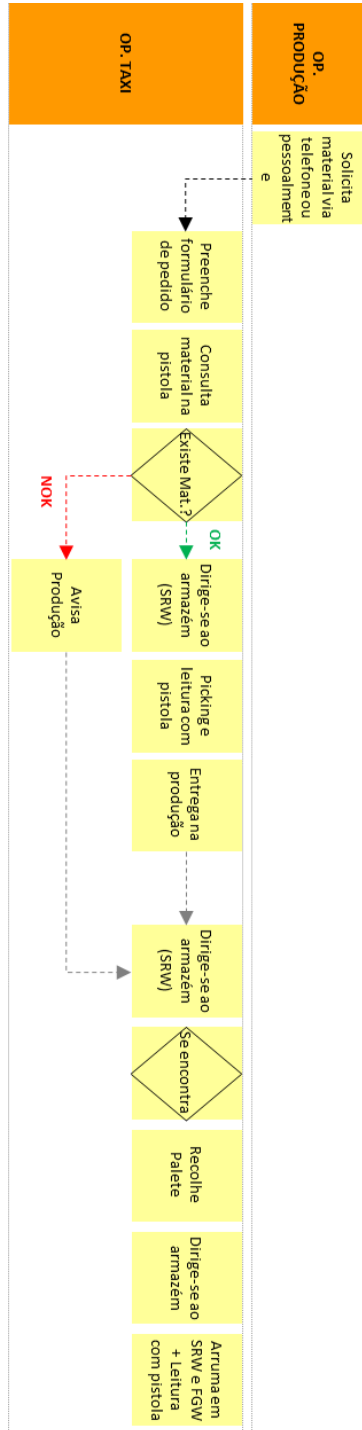 OP.
PRODUÇÃO
Solicita
material via
telefone ou
pessoalment
e
OP. TAXI
Preenche
formulário
de pedido
Consulta
material na
pistola
Existe Mat.?
OK
NOK
Dirige-se ao
armazém
(SRW)
Avisa
Produção
Picking e
leitura com
pistola
Entrega na
produção
Dirige-se ao
armazém
(SRW)
Se encontra
Recolhe
Palete
Dirige-se ao
armazém
Arruma em
SRW e FGW
+ Leitura
com pistola